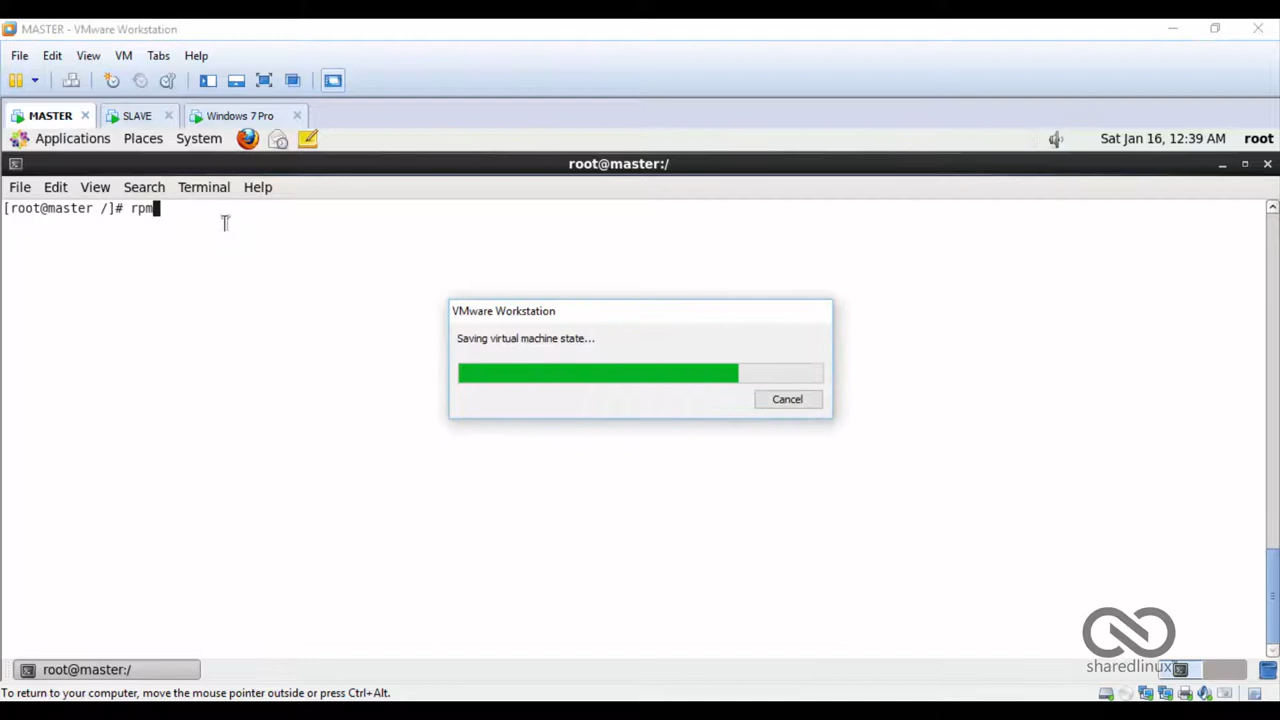 MASTER - VMware Workstation
File Edit View VM Tabs Help
MASTER SLAVE Windows 7 Pro
Applications Places System Sat Jan 16, 12:39 AM root
root@master:/
File Edit View Search Terminal Help
[root@master /]# rpm
VMware Workstation
Saving virtual machine state...
Cancel
sharedlinux
root@master:/
To return to your computer, move the mouse pointer outside or press Ctrl+Alt.